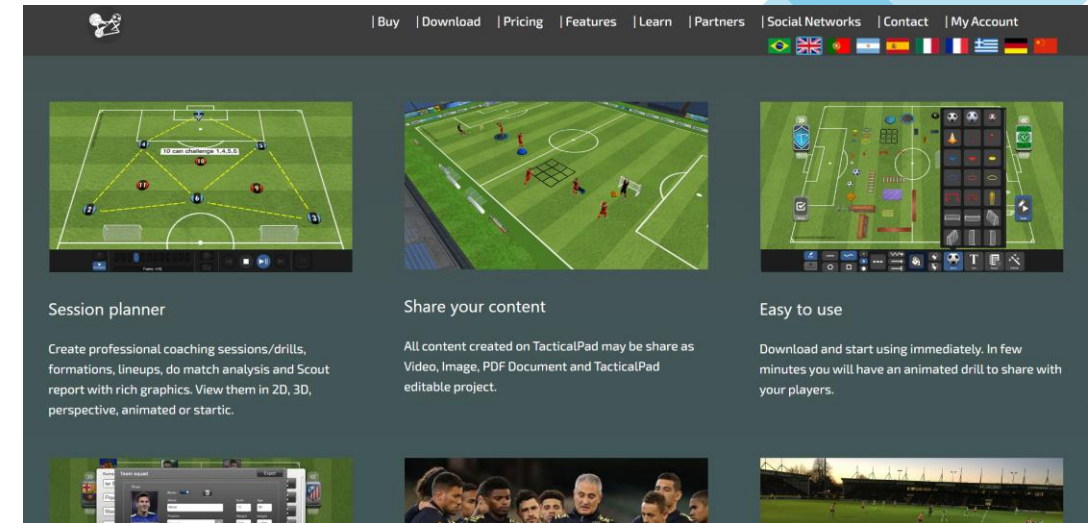 | Buy | Download | Pricing | Features | Learn | Partners | Social Networks | Contact | My Account
10 can challenge 1,4,5,6
Session planner
Create professional coaching sessions/drills,
formations, lineups, do match analysis and Scout
report with rich graphics. View them in 2D, 3D,
perspective, animated or startic.
Share your content
All content created on TacticalPad may be share as
Video, Image, PDF Document and TacticalPad
editable project.
Easy to use
Download and start using immediately. In few
minutes you will have an animated drill to share with
your players.
Team squad
Export